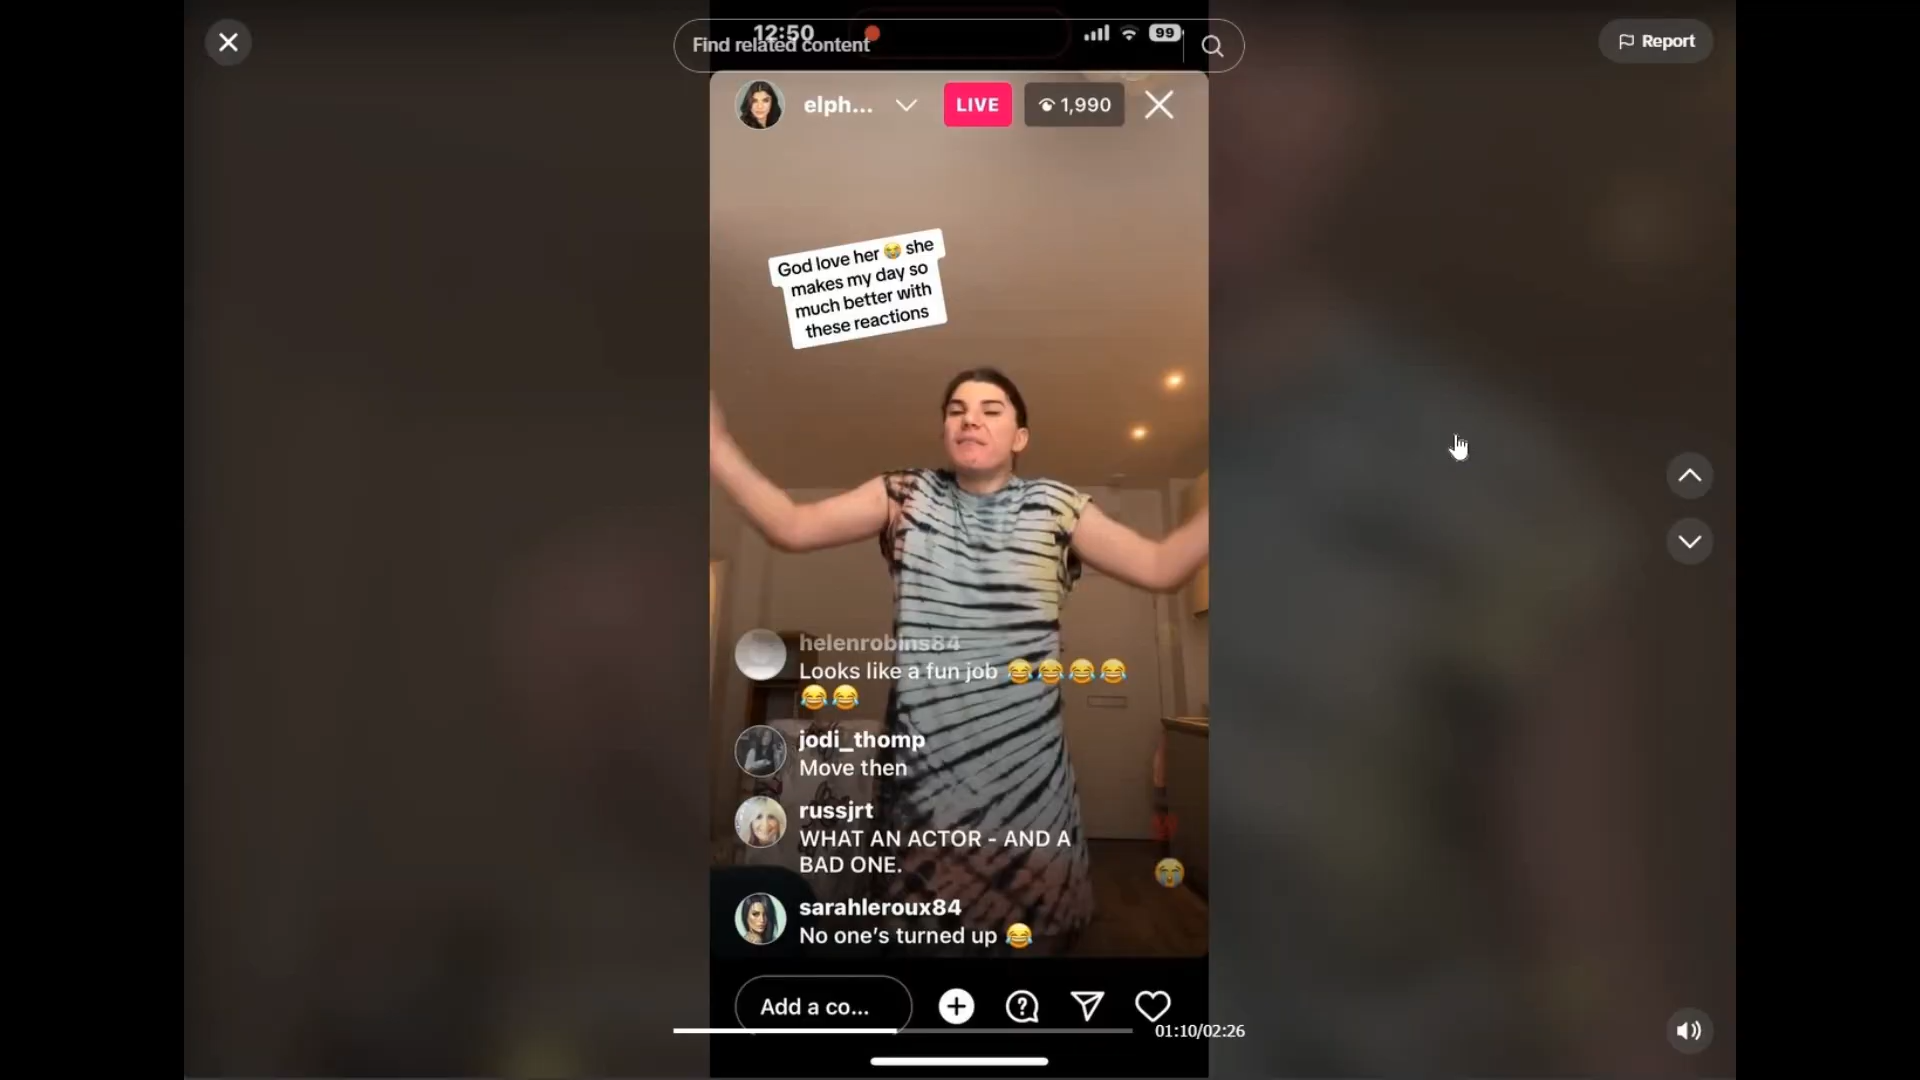 12:50
99
Find related content
Report
elph...
LIVE
1,990
God love her 😭 she
makes my day so
much better with
these reactions
helenrobins84
Looks like a fun job 😂😂😂😂
😂😂
jodi_thomp
Move then
russjrt
WHAT AN ACTOR - AND A
BAD ONE.
sarahleroux84
No one's turned up 😂
Add a co...
01:10/02:26